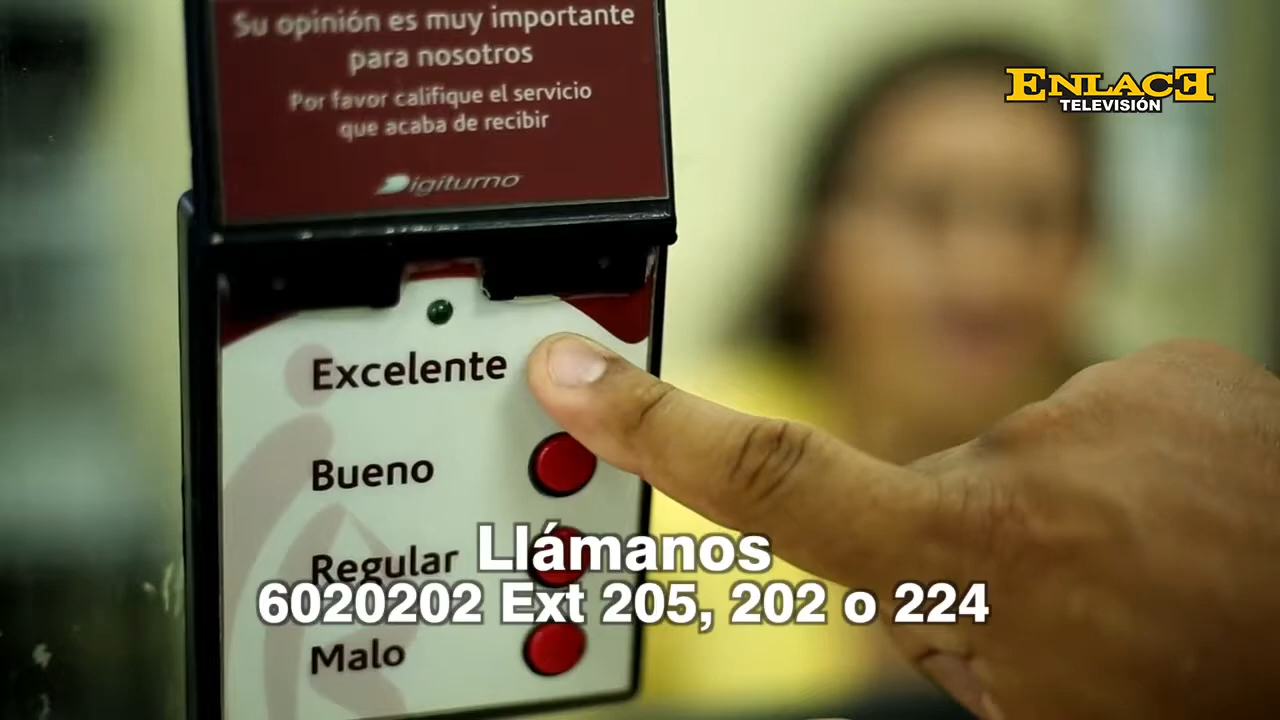 Su opinión es muy importante
para nosotros
Por favor califique el servicio
que acaba de recibir
Digiturno
ENLACE
TELEVISIÓN
Excelente
Bueno
Regular
Malo
Llámanos
6020202 Ext 205, 202 o 224